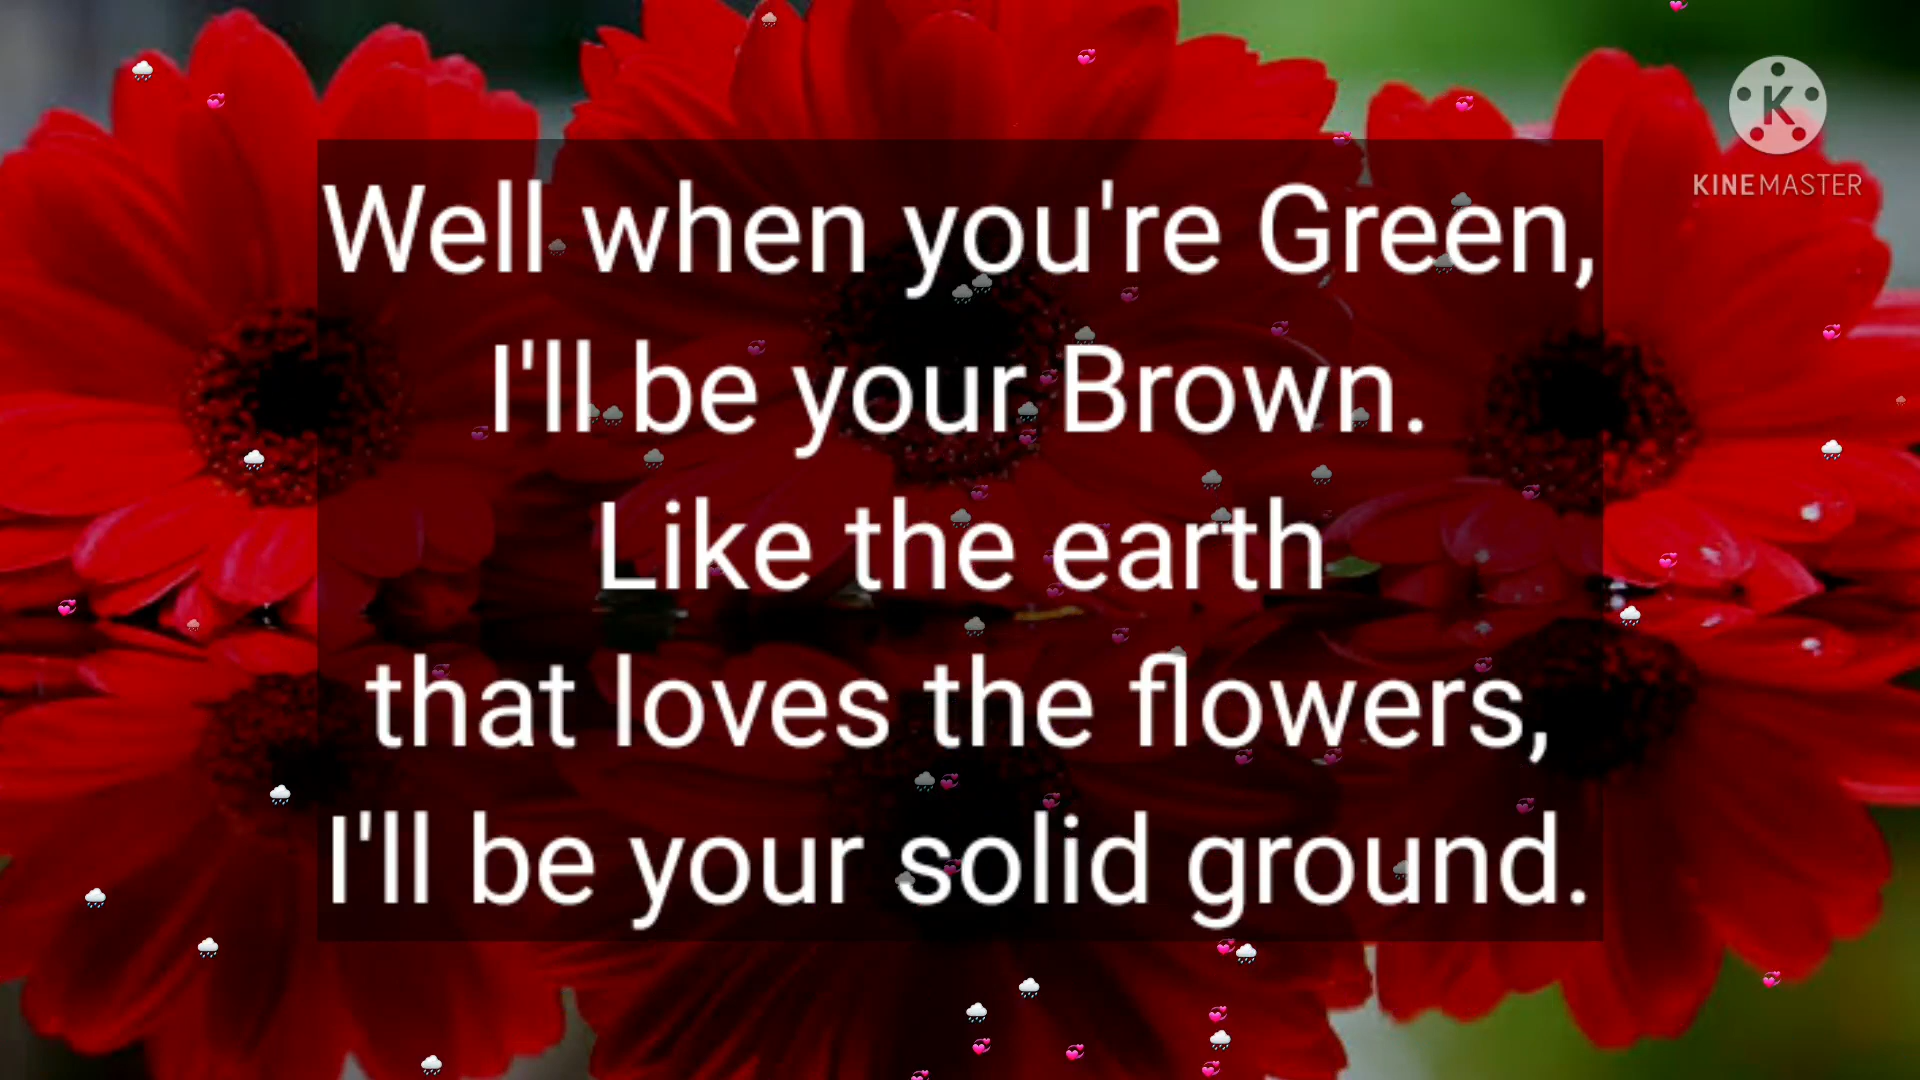 Well when you're Green,
I'll be your Brown.
Like the earth
that loves the flowers,
I'll be your solid ground.
K
KINEMASTER